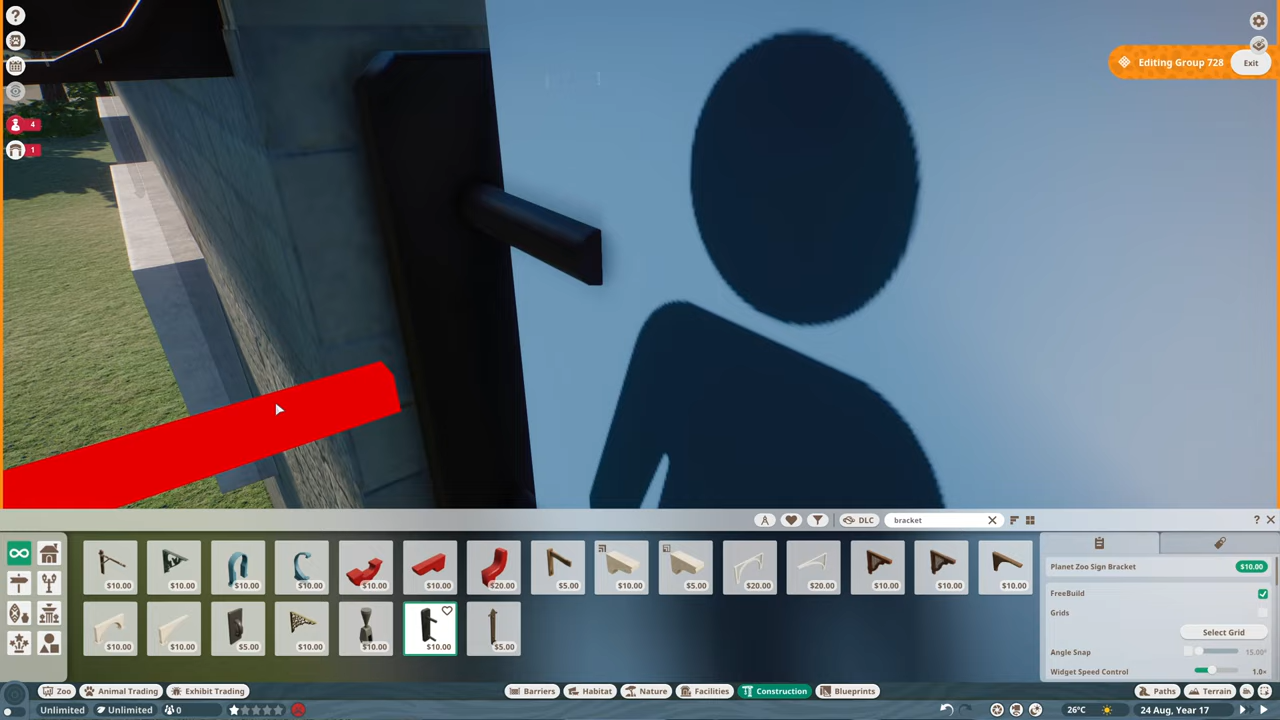 ?
Editing Group 728
Exit
4
1
DLC
bracket
?
$10.00
$10.00
$10.00
$10.00
$10.00
$10.00
$20.00
$5.00
$10.00
$5.00
$20.00
$20.00
$10.00
$10.00
$10.00
$10.00
$10.00
$5.00
$10.00
$10.00
$10.00
$5.00
Planet Zoo Sign Bracket
$10.00
FreeBuild
Grids
Select Grid
Angle Snap
15.00°
Widget Speed Control
1.0×
Zoo
Animal Trading
Exhibit Trading
Barriers
Habitat
Nature
Facilities
Construction
Blueprints
Paths
Terrain
Unlimited
Unlimited
0
26°C
24 Aug, Year 17